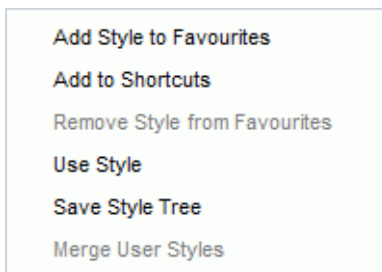 Add Style to Favourites
Add to Shortcuts
Remove Style from Favourites
Use Style
Save Style Tree
Merge User Styles